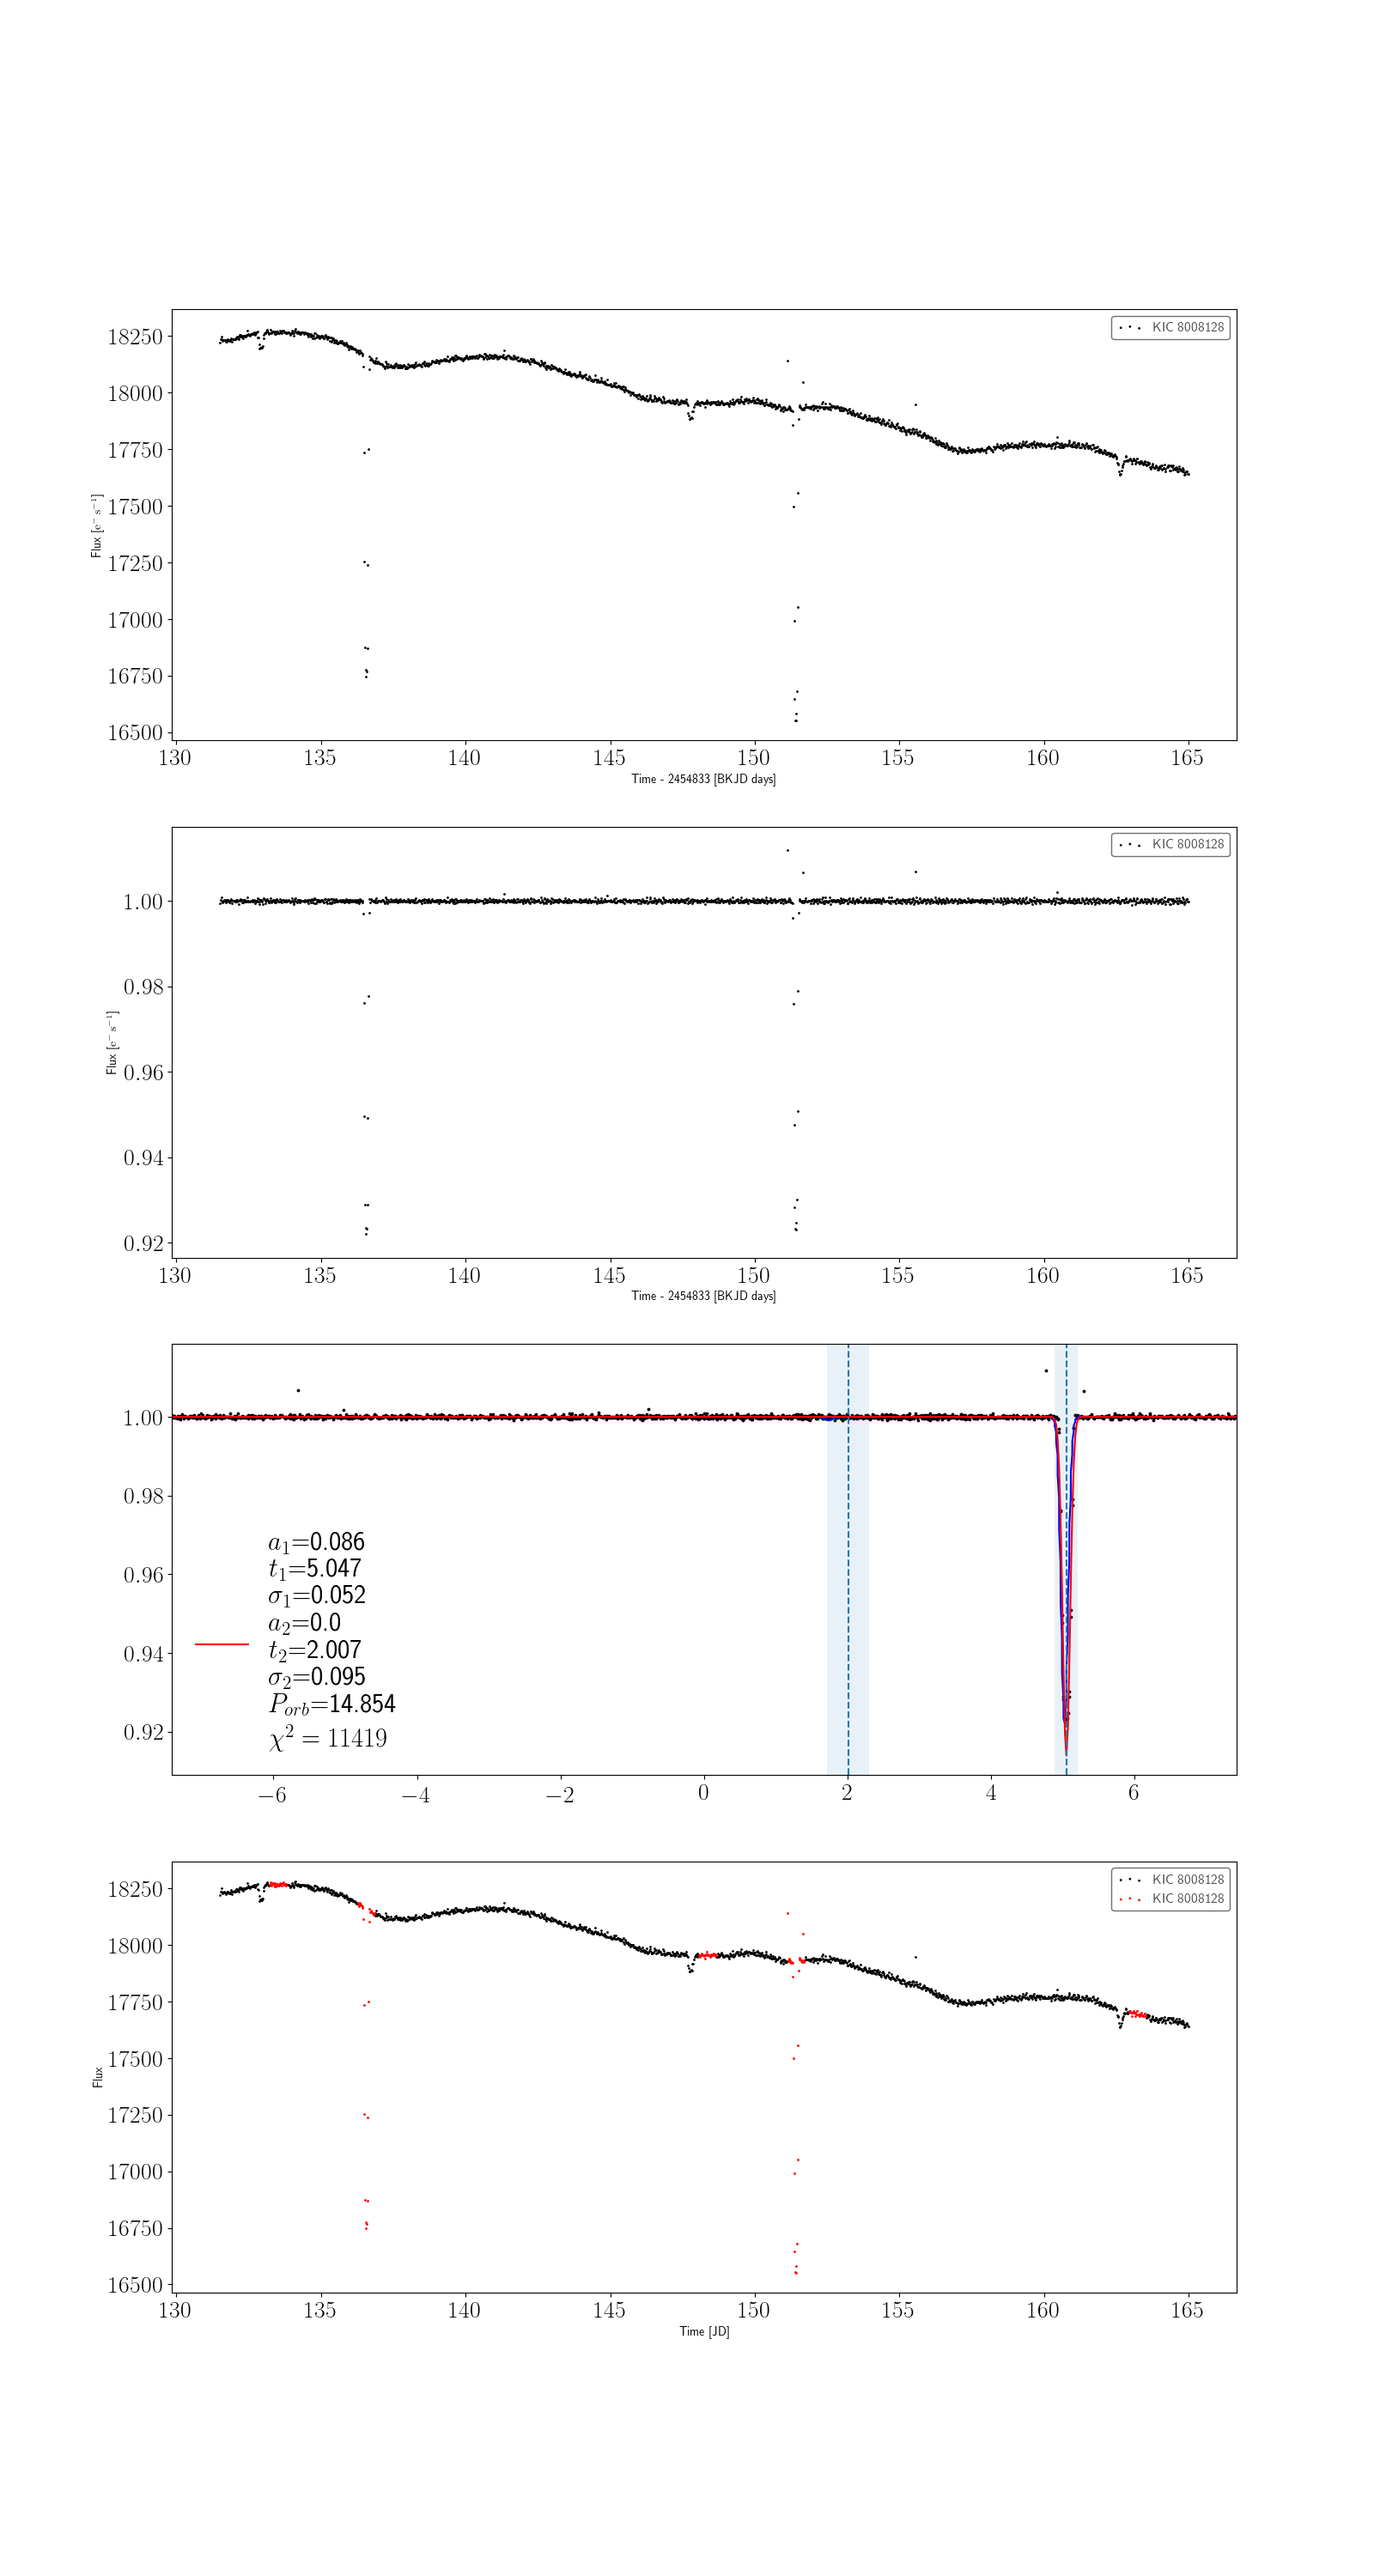 KIC 8008128
18250
18000
17750
17500
17250
17000
16750
16500
Flux [e⁻ s⁻¹]
130 135 140 145 150 155 160 165
Time - 2454833 [BKJD days]
KIC 8008128
1.00
0.98
0.96
0.94
0.92
Flux [e⁻ s⁻¹]
130 135 140 145 150 155 160 165
Time - 2454833 [BKJD days]
1.00
0.98
0.96
0.94
0.92
a₁=0.086
t₁=5.047
σ₁=0.052
a₂=0.0
t₂=2.007
σ₂=0.095
P_orb=14.854
χ² = 11419
−6 −4 −2 0 2 4 6
KIC 8008128
KIC 8008128
18250
18000
17750
17500
17250
17000
16750
16500
Flux
130 135 140 145 150 155 160 165
Time [JD]